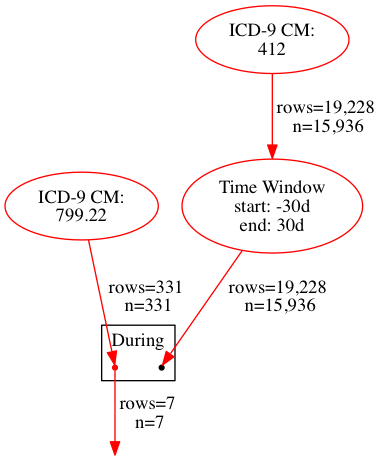 ICD-9 CM:
412
rows=19,228
n=15,936
Time Window
start: -30d
end: 30d
ICD-9 CM:
799.22
rows=331
n=331
rows=19,228
n=15,936
During
rows=7
n=7